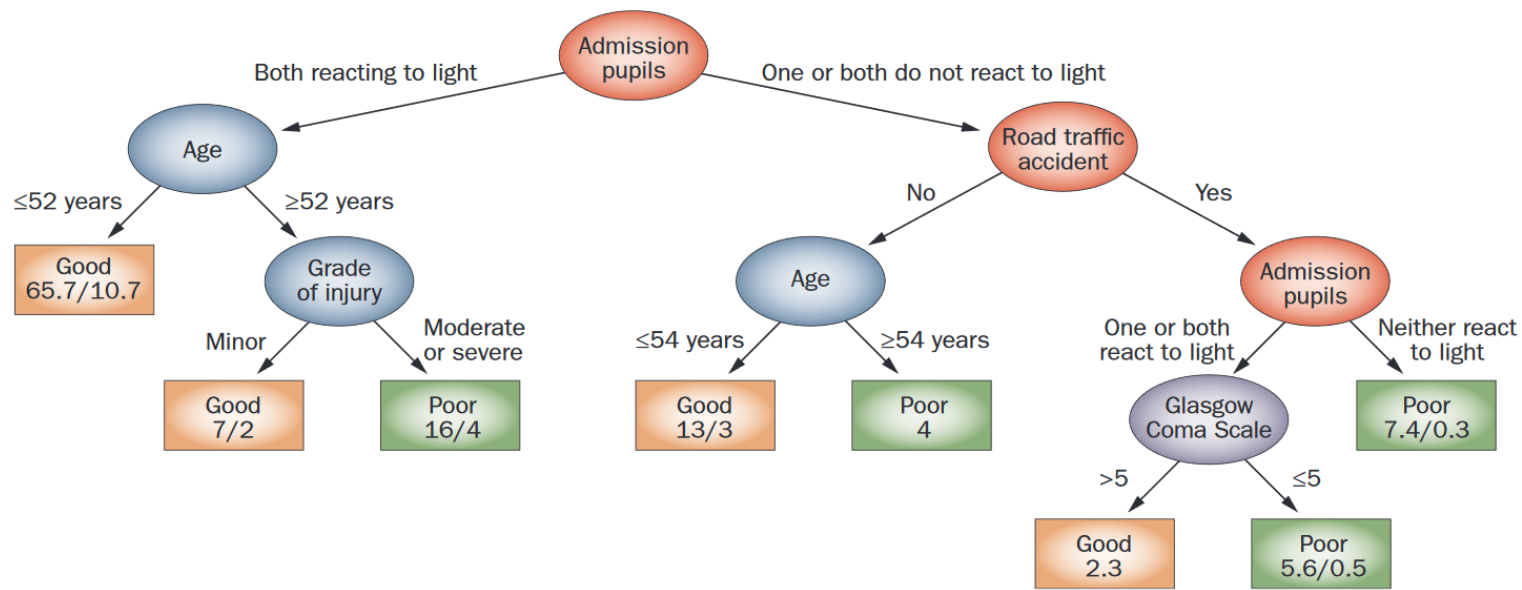 Admission
pupils
Both reacting to light
One or both do not react to light
Age
Road traffic
accident
≤52 years
≥52 years
No
Yes
Good
65.7/10.7
Grade
of injury
Age
Admission
pupils
Minor
Moderate
or severe
≤54 years
≥54 years
One or both
react to light
Neither react
to light
Good
7/2
Poor
16/4
Good
13/3
Poor
4
Glasgow
Coma Scale
Poor
7.4/0.3
>5
≤5
Good
2.3
Poor
5.6/0.5